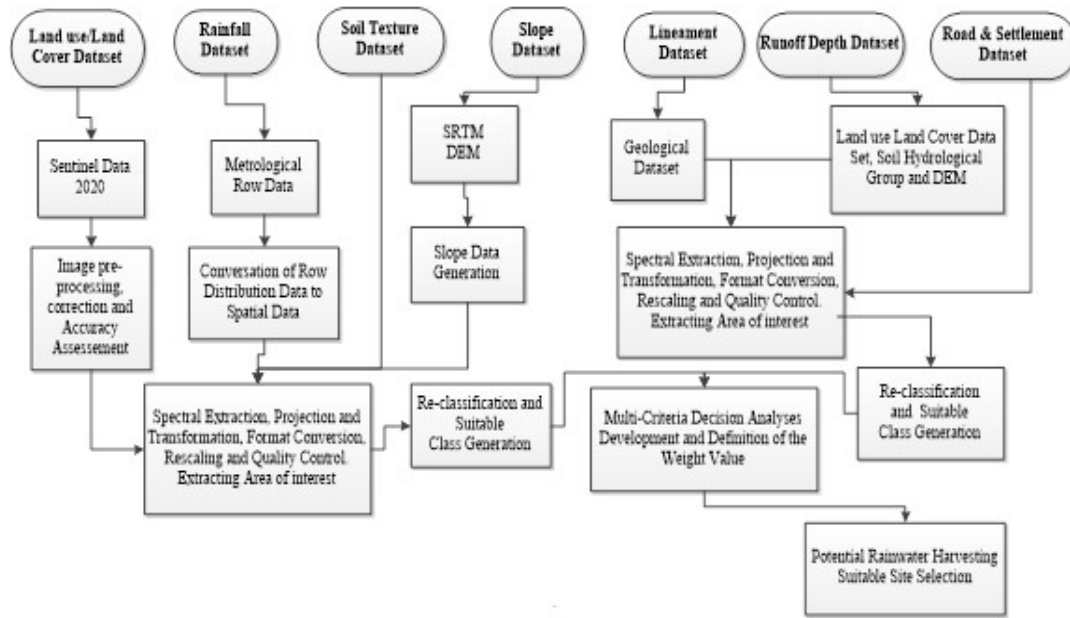 Land use/Land
Cover Dataset
Rainfall
Dataset
Soil Texture
Dataset
Slope
Dataset
Lineament
Dataset
Runoff Depth Dataset
Road & Settlement
Dataset
Sentinel Data
2020
Metrological
Row Data
SRTM
DEM
Geological
Dataset
Land use Land Cover Data
Set, Soil Hydrological
Group and DEM
Image pre-
processing,
correction and
Accuracy
Assessement
Conversation of Row
Distribution Data to
Spatial Data
Slope Data
Generation
Spectral Extraction, Projection and
Transformation, Format Conversion,
Rescaling and Quality Control.
Extracting Area of interest
Spectral Extraction, Projection and
Transformation, Format Conversion,
Rescaling and Quality Control.
Extracting Area of interest
Re-classification and
Suitable
Class Generation
Multi-Criteria Decision Analyses
Development and Definition of the
Weight Value
Re-classification
and Suitable
Class Generation
Potential Rainwater Harvesting
Suitable Site Selection